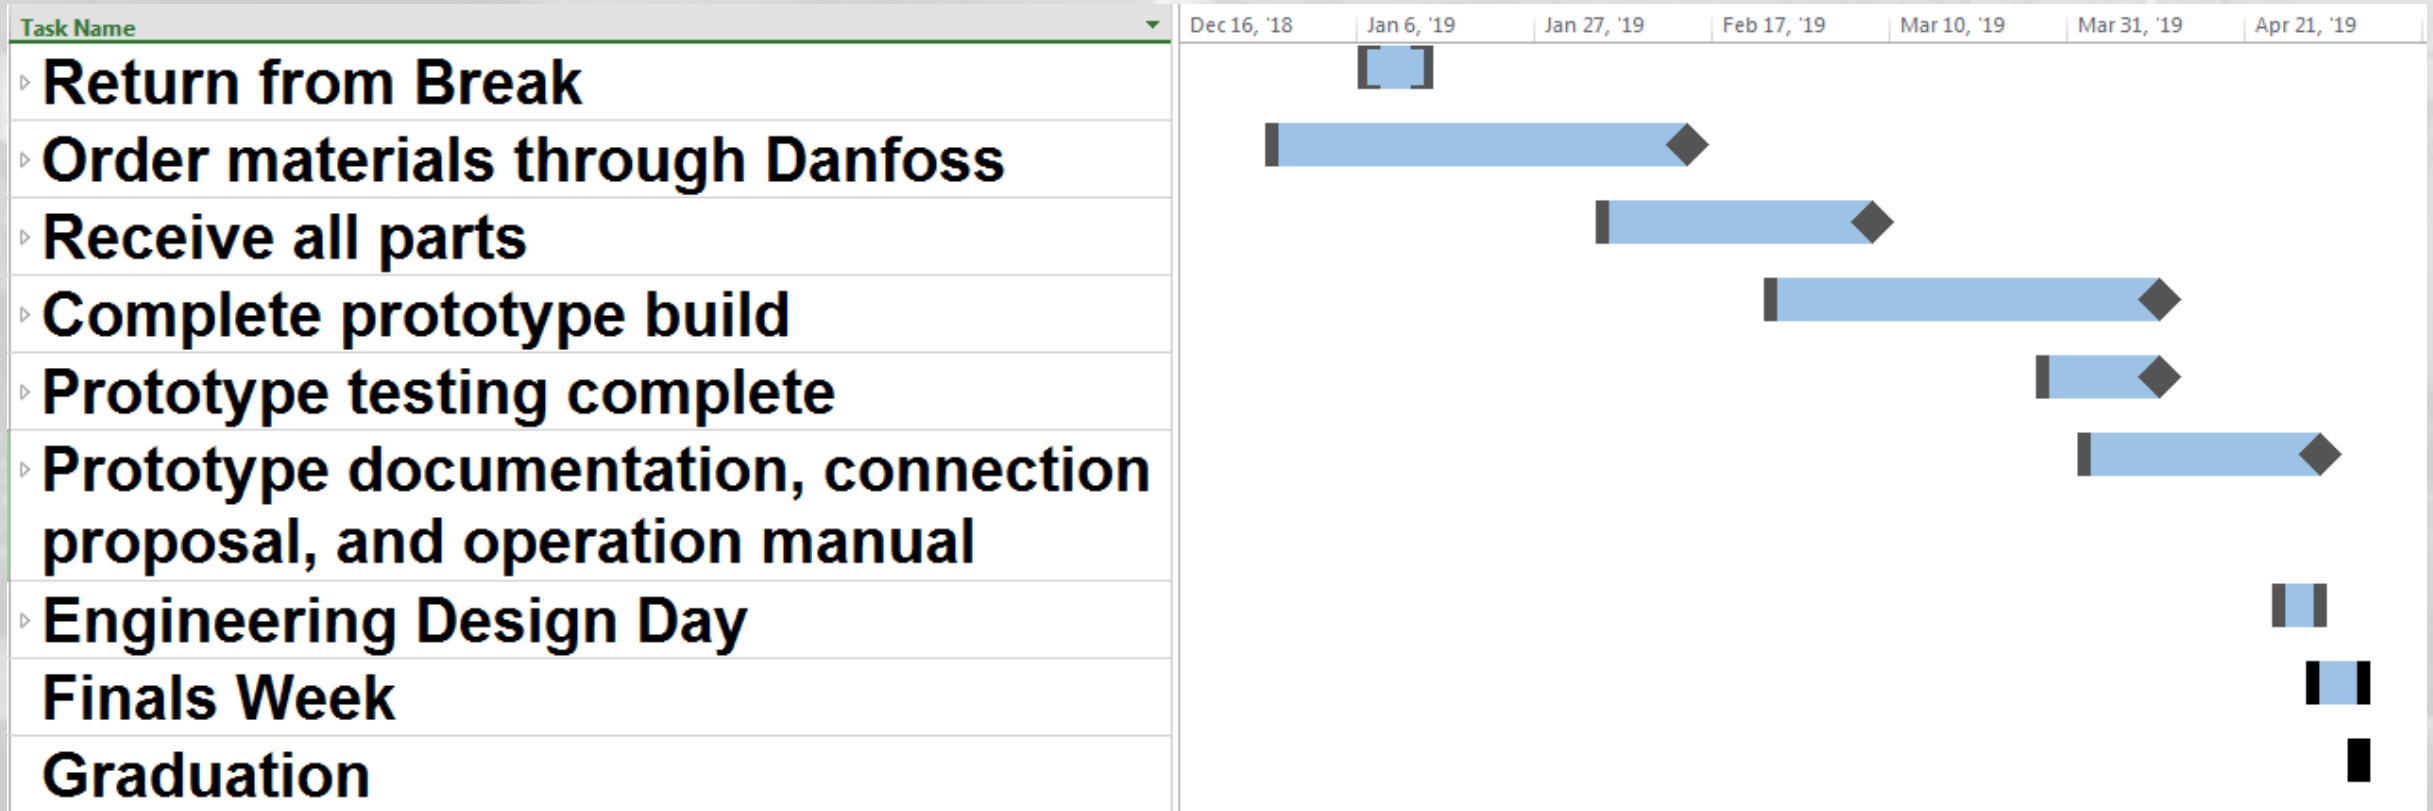 Task Name
Dec 16, '18 Jan 6, '19 Jan 27, '19 Feb 17, '19 Mar 10, '19 Mar 31, '19 Apr 21, '19
Return from Break
Order materials through Danfoss
Receive all parts
Complete prototype build
Prototype testing complete
Prototype documentation, connection
proposal, and operation manual
Engineering Design Day
Finals Week
Graduation